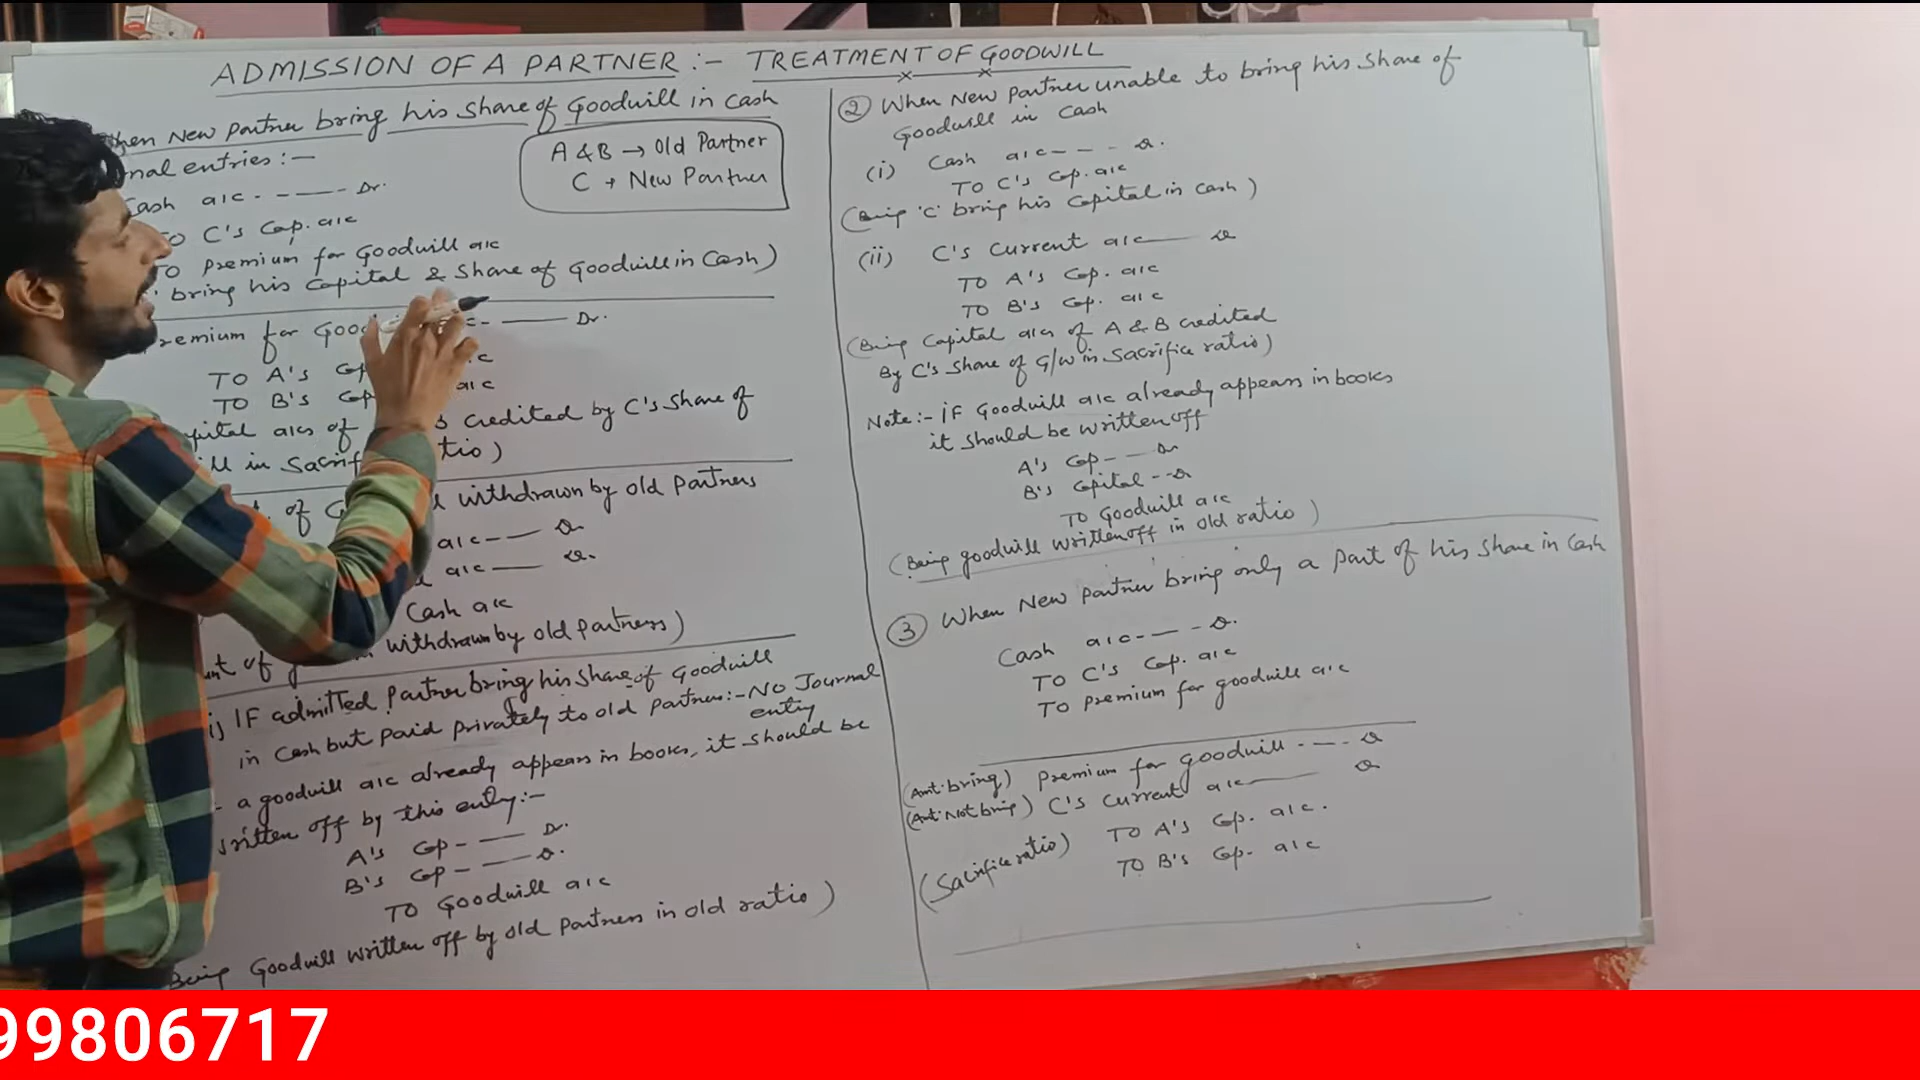 ADMISSION OF A PARTNER :- TREATMENT OF GOODWILL
When New Partner bring his share of Goodwill in cash
nal entries :-
A & B → Old Partner
C → New Partner
Cash a/c - - — Dr.
To C's Cap. a/c
To premium for Goodwill a/c
bring his Capital & Share of Goodwill in Cash)
Premium for - — Dr.
To A's
To B's a/c
a/cs of credited by C's share of
in
of withdrawn by old Partners
a/c - — Dr
a/c — Dr.
Cash a/c
of withdrawn by old partners)
IF admitted partner bring his share of Goodwill
in cash but paid privately to old partner :- No Journal
entry
- a goodwill a/c already appears in books, it should be
written off by this entry :-
A's Cap - — Dr.
B's Cap - — Dr.
To Goodwill a/c
Being Goodwill written off by old partners in old ratio)
② When New partner unable to bring his share of
Goodwill in cash
(i) Cash a/c - - - Dr.
To C's Cap. a/c
(Being 'C' bring his Capital in cash)
(ii) C's Current a/c — Dr
To A's Cap. a/c
To B's Cap. a/c
(Being Capital a/cs of A & B credited
By C's share of G/W in Sacrifice ratio)
Note :- IF Goodwill a/c already appears in books
it should be written off
A's Cap - — Dr
B's Capital - - Dr
To Goodwill a/c
(Being goodwill written off in old ratio)
③ When New partner bring only a part of his share in cash
Cash a/c - — - Dr.
To C's Cap. a/c
To premium for goodwill a/c
(Amt. bring) Premium for goodwill - — . Dr
(Amt. Not bring) C's Current a/c — Dr
(Sacrifice ratio) To A's Cap. a/c.
To B's Cap. a/c
99806717